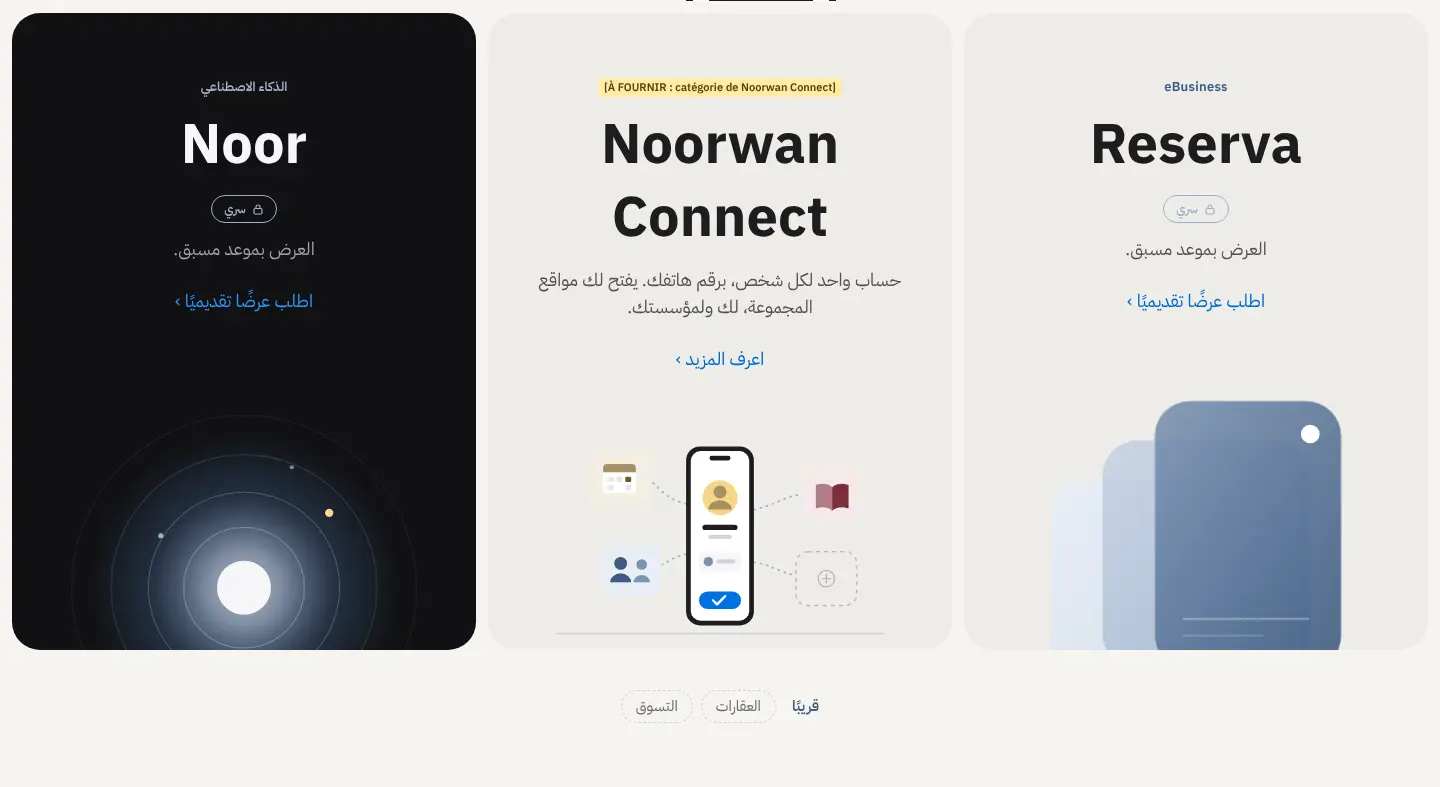 eBusiness
Reserva
سري
العرض بموعد مسبق.
اطلب عرضًا تقديميًا ›
[À FOURNIR : catégorie de Noorwan Connect]
Noorwan
Connect
حساب واحد لكل شخص، برقم هاتفك. يفتح لك مواقع
المجموعة، لك ولمؤسستك.
اعرف المزيد ›
الذكاء الاصطناعي
Noor
سري
العرض بموعد مسبق.
اطلب عرضًا تقديميًا ›
قريبًا
العقارات
التسوق